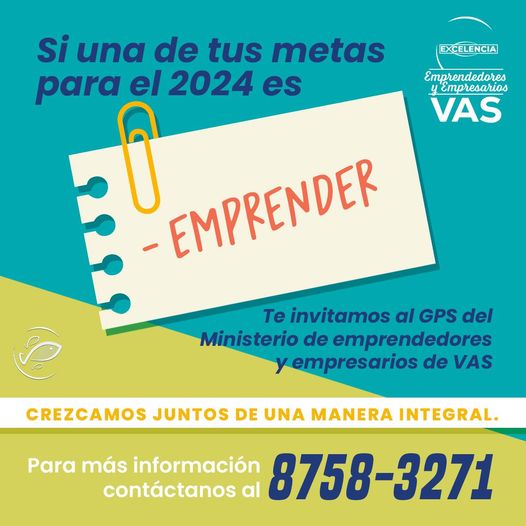 Si una de tus metas
para el 2024 es
EXCELENCIA
Emprendedores
y Empresarios
VAS
- EMPRENDER
Te invitamos al GPS del
Ministerio de emprendedores
y empresarios de VAS
CREZCAMOS JUNTOS DE UNA MANERA INTEGRAL.
Para más información
contáctanos al
8758-3271